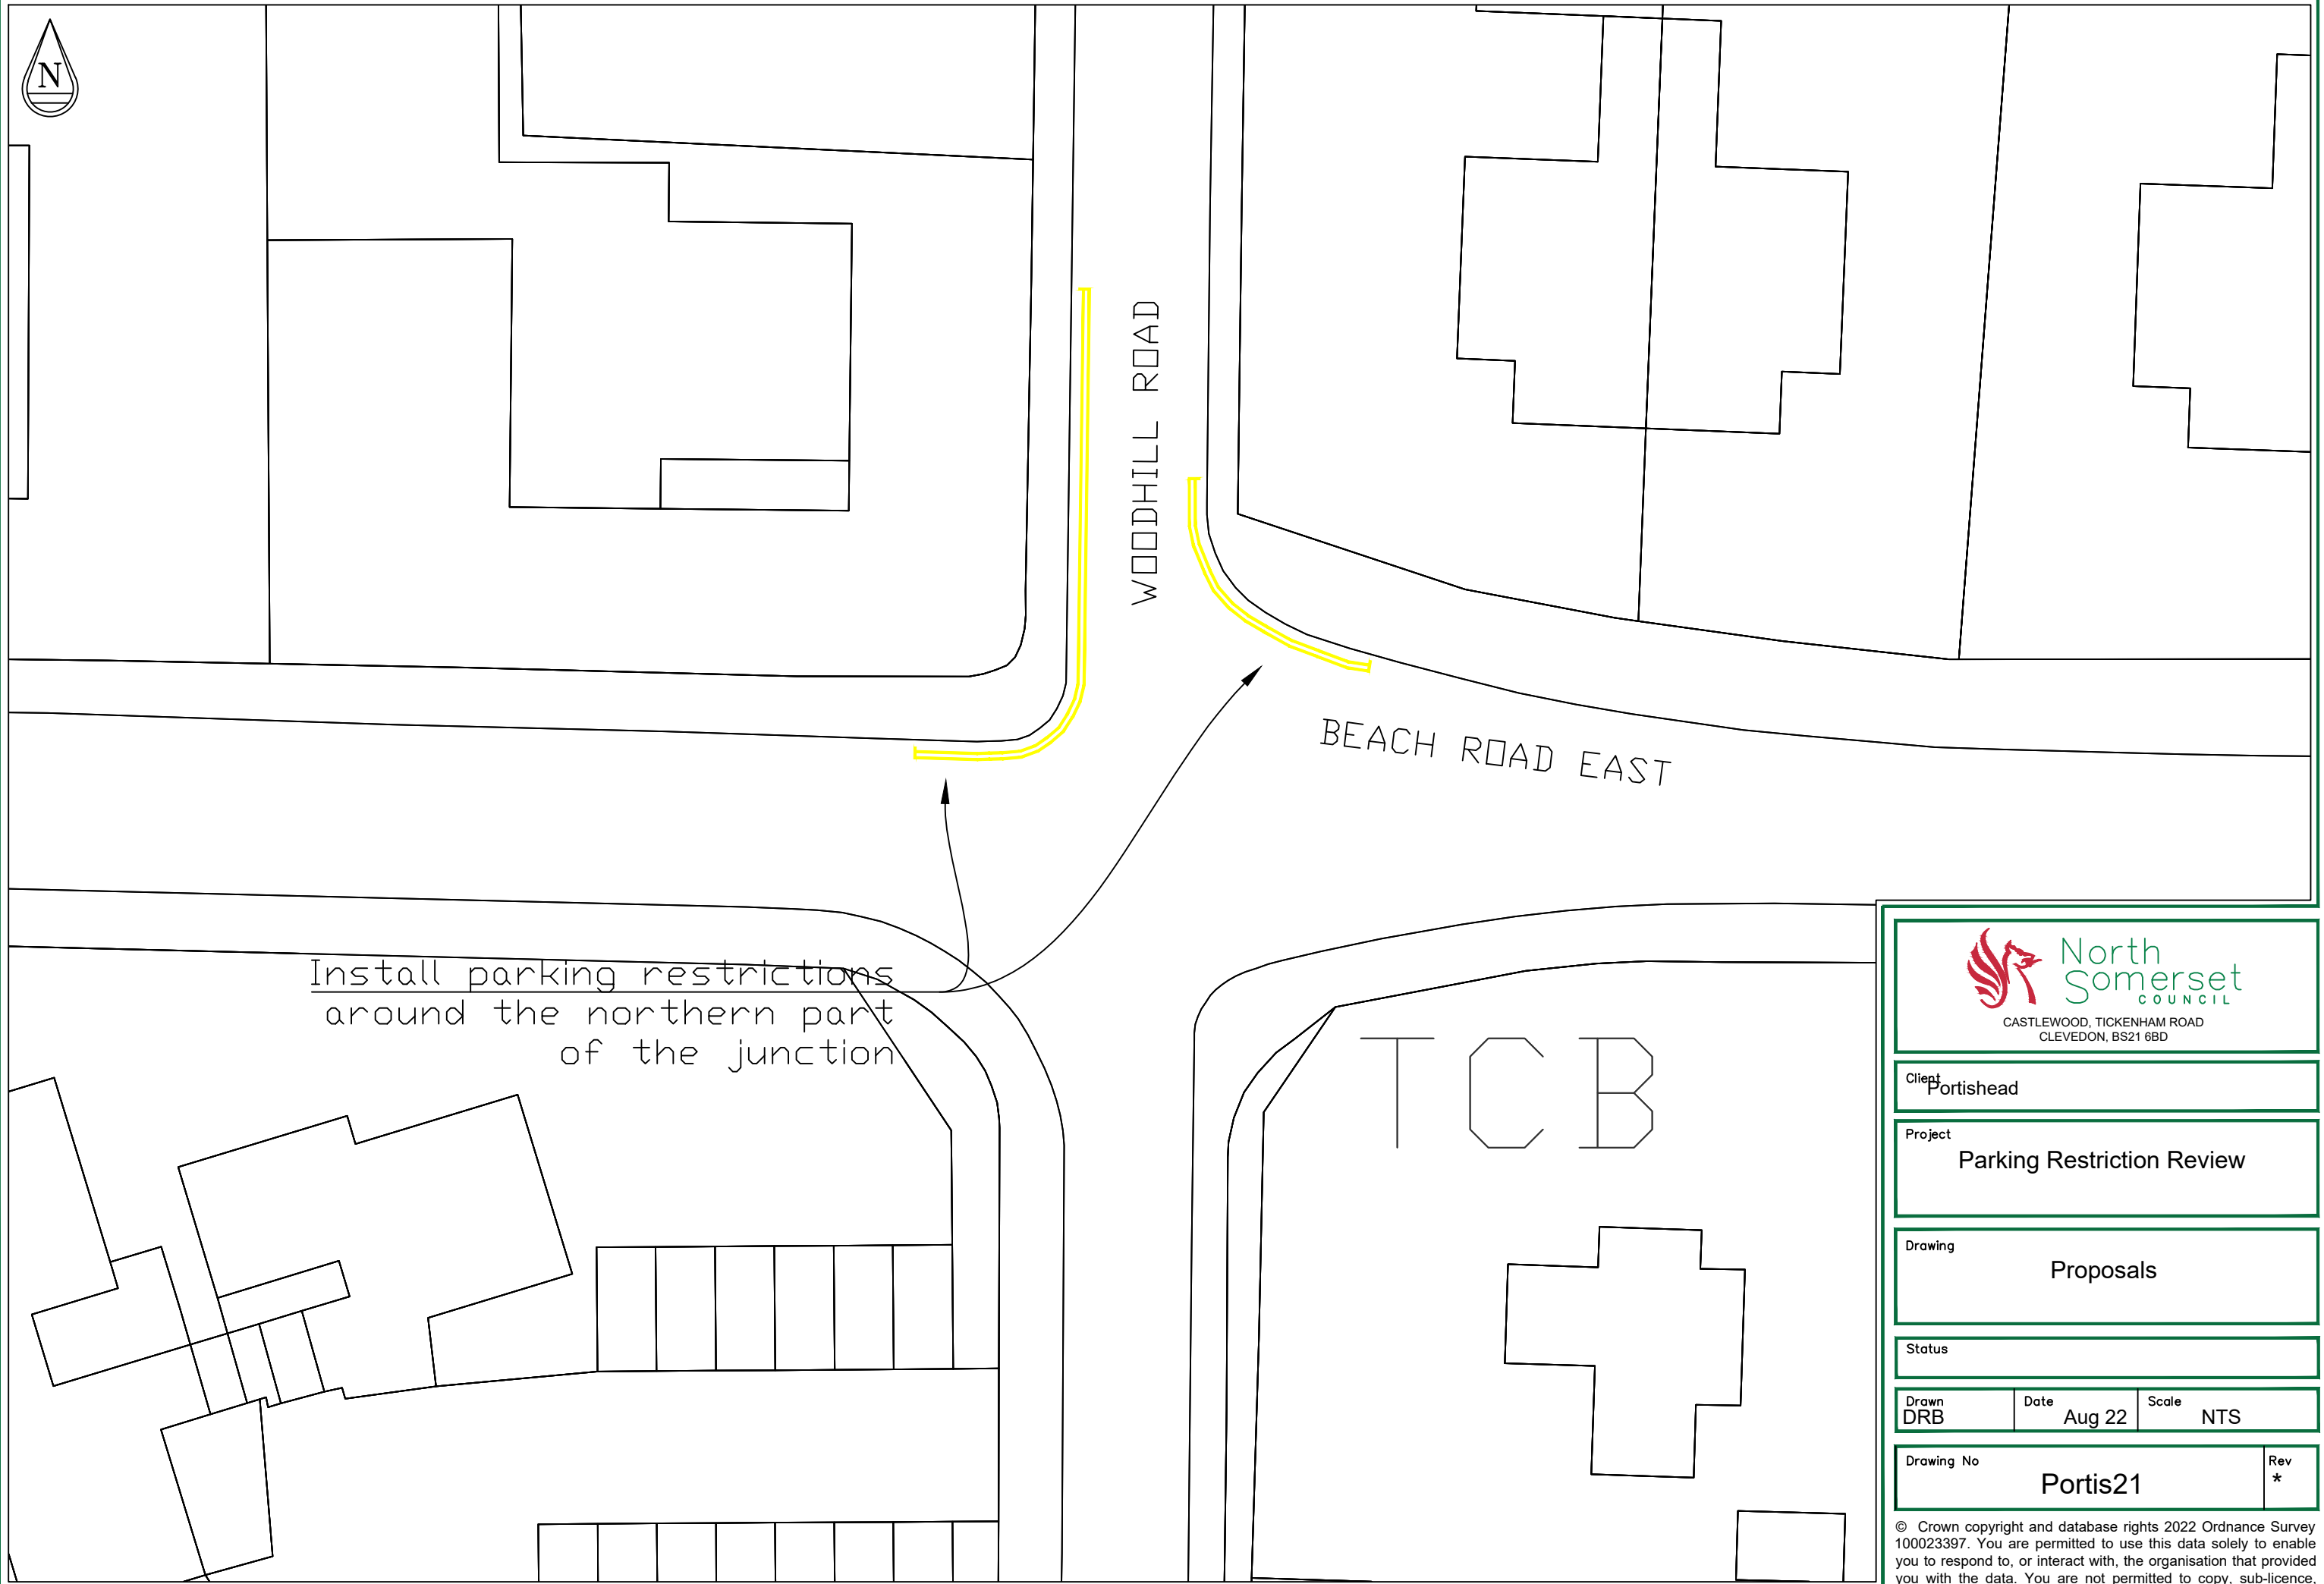 N
WOODHILL ROAD
BEACH ROAD EAST
Install parking restrictions
around the northern part
of the junction
TCB
North
Somerset
COUNCIL
CASTLEWOOD, TICKENHAM ROAD
CLEVEDON, BS21 6BD
Client
Portishead
Project
Parking Restriction Review
Drawing
Proposals
Status
Drawn
DRB
Date
Aug 22
Scale
NTS
Drawing No
Portis21
Rev
*
© Crown copyright and database rights 2022 Ordnance Survey
100023397. You are permitted to use this data solely to enable
you to respond to, or interact with, the organisation that provided
you with the data. You are not permitted to copy, sub-licence,